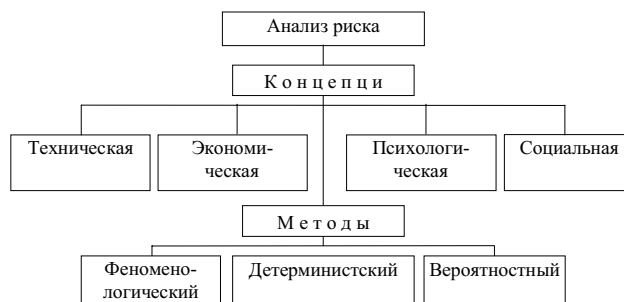 Анализ риска
К о н ц е п ц и
Техническая
Экономи-
ческая
Психологи-
ческая
Социальная
М е т о д ы
Феномено-
логический
Детерминистский
Вероятностный